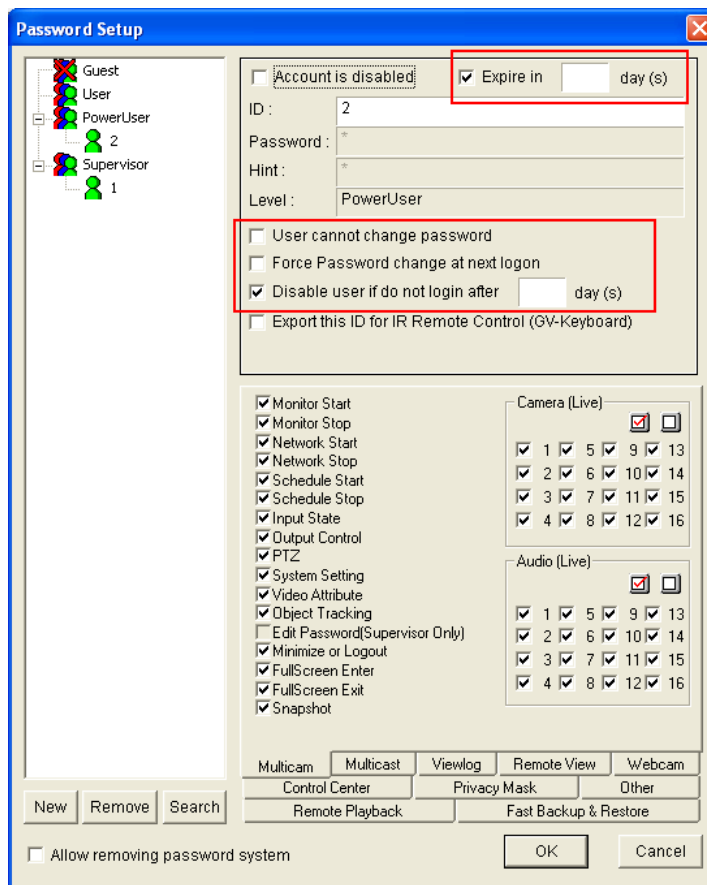 Password Setup
Guest
User
PowerUser
2
Supervisor
1
Account is disabled
Expire in day (s)
ID : 2
Password : *
Hint : *
Level : PowerUser
User cannot change password
Force Password change at next logon
Disable user if do not login after day (s)
Export this ID for IR Remote Control (GV-Keyboard)
Monitor Start
Monitor Stop
Network Start
Network Stop
Schedule Start
Schedule Stop
Input State
Output Control
PTZ
System Setting
Video Attribute
Object Tracking
Edit Password(Supervisor Only)
Minimize or Logout
FullScreen Enter
FullScreen Exit
Snapshot
Camera (Live)
1 5 9 13
2 6 10 14
3 7 11 15
4 8 12 16
Audio (Live)
1 5 9 13
2 6 10 14
3 7 11 15
4 8 12 16
Multicam Multicast Viewlog Remote View Webcam
Control Center Privacy Mask Other
Remote Playback Fast Backup & Restore
New Remove Search
Allow removing password system
OK Cancel